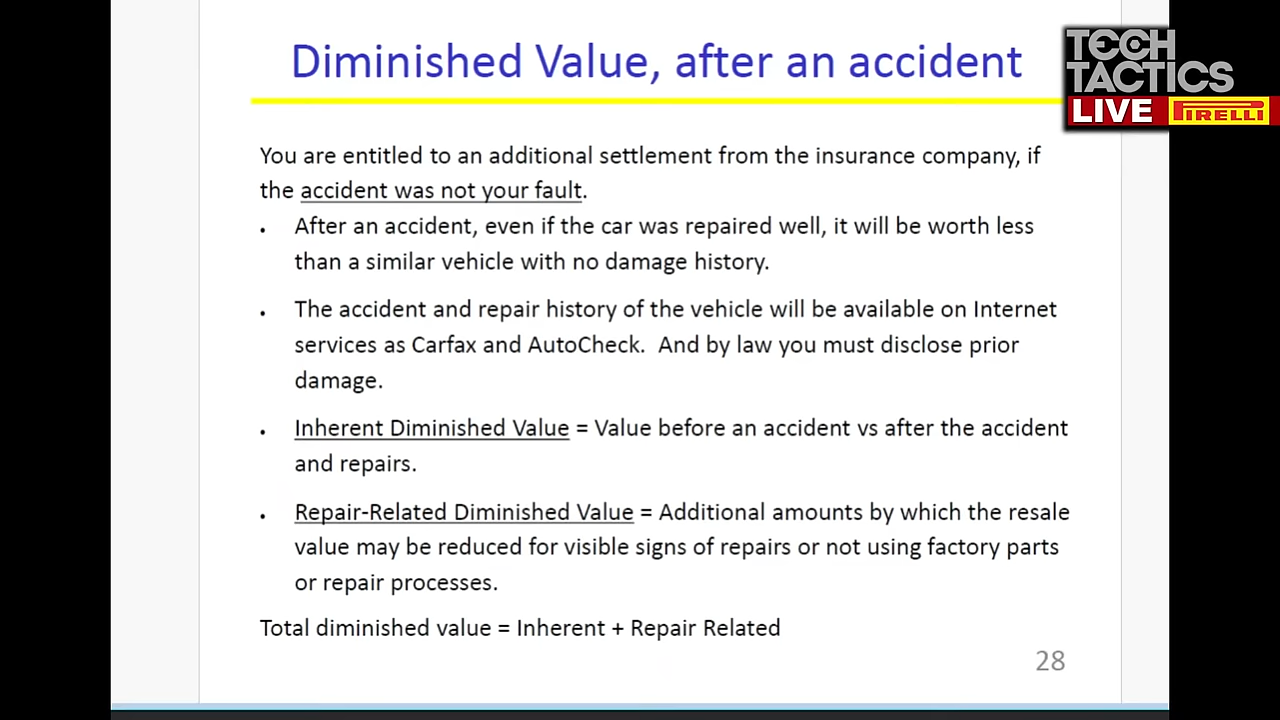 Diminished Value, after an accident
TECH
TACTICS
LIVE PIRELLI
You are entitled to an additional settlement from the insurance company, if
the accident was not your fault.
• After an accident, even if the car was repaired well, it will be worth less
than a similar vehicle with no damage history.
• The accident and repair history of the vehicle will be available on Internet
services as Carfax and AutoCheck. And by law you must disclose prior
damage.
• Inherent Diminished Value = Value before an accident vs after the accident
and repairs.
• Repair-Related Diminished Value = Additional amounts by which the resale
value may be reduced for visible signs of repairs or not using factory parts
or repair processes.
Total diminished value = Inherent + Repair Related
28